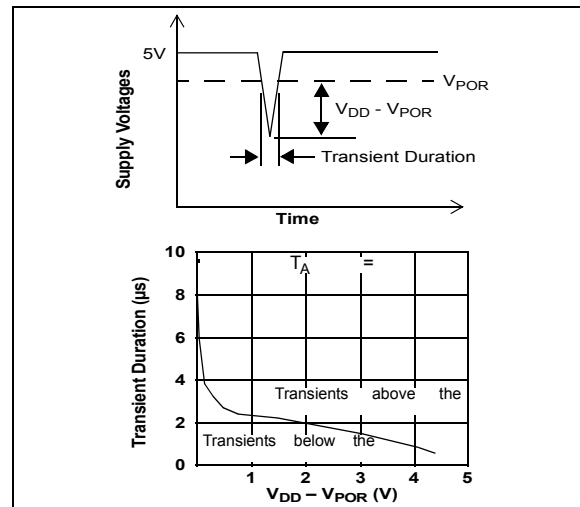 5V
VPOR
VDD - VPOR
Transient Duration
Supply Voltages
Time
10
TA =
8
6
4
Transients above the
2
Transients below the
0
1 2 3 4 5
Transient Duration (µs)
VDD – VPOR (V)